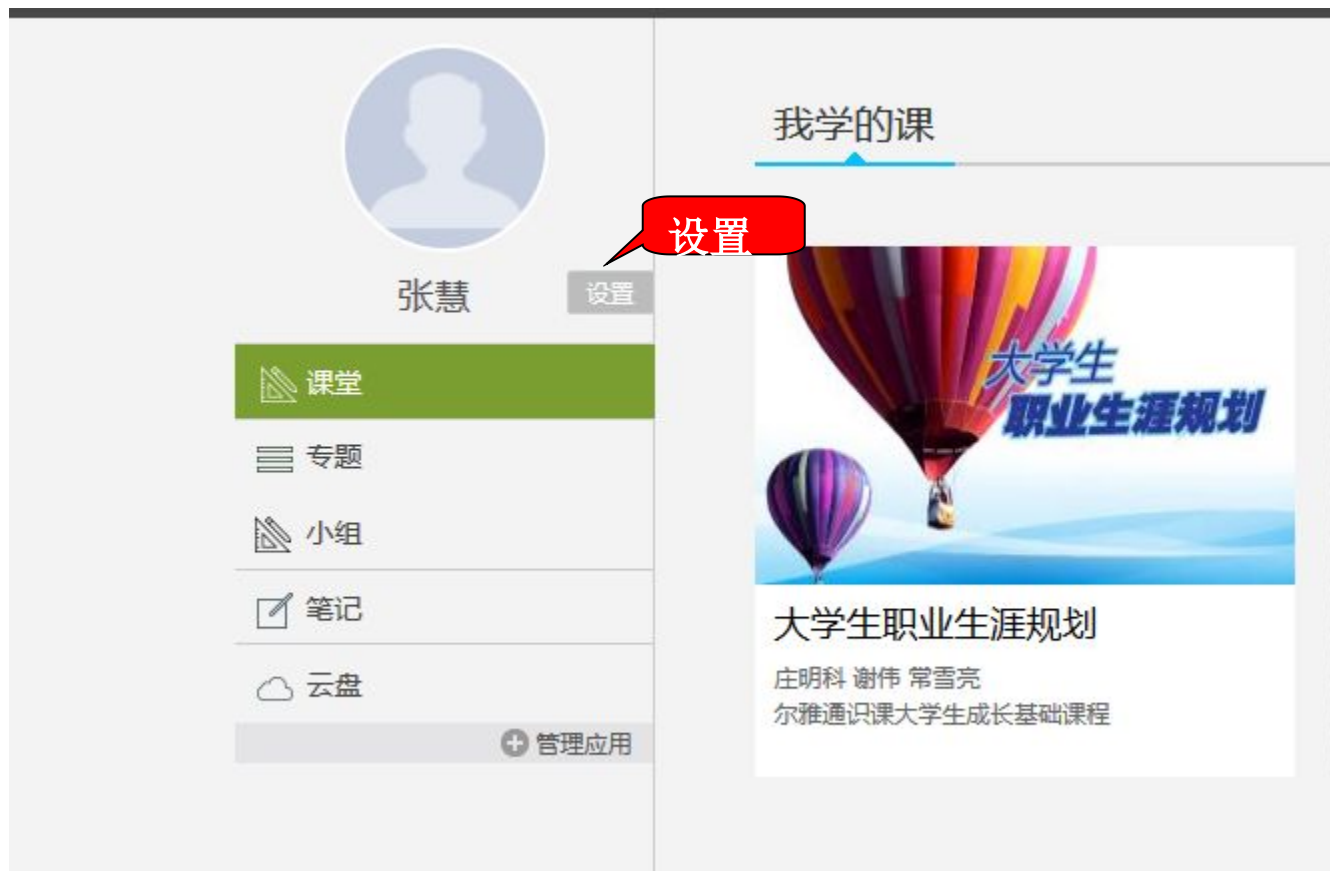 我学的课
设置
张慧
设置
课堂
专题
小组
笔记
云盘
管理应用
大学生
职业生涯规划
大学生职业生涯规划
庄明科 谢伟 常雪亮
尔雅通识课大学生成长基础课程